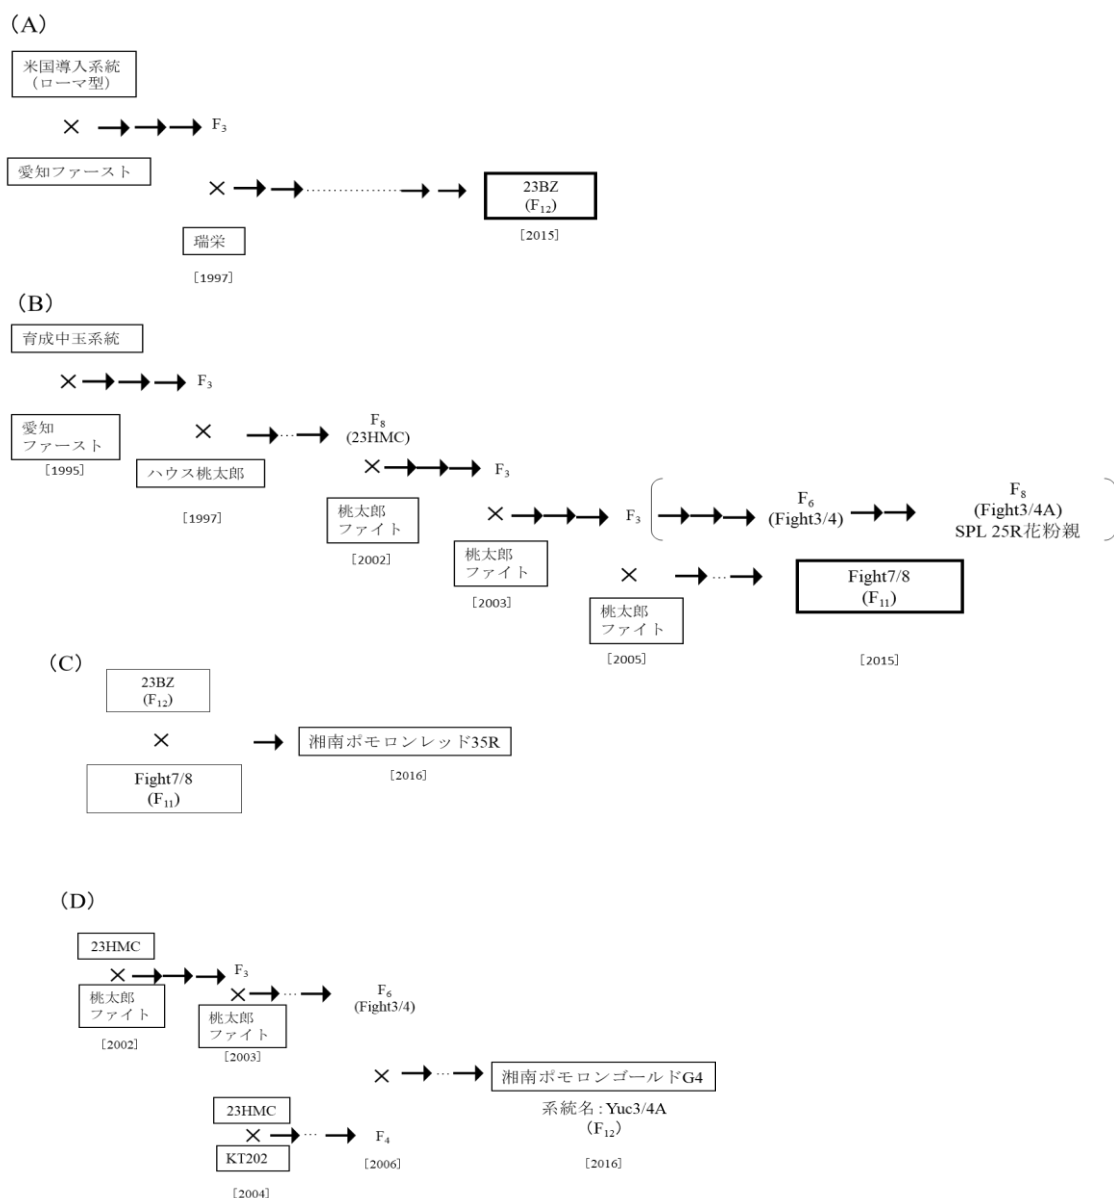 (A)
米国導入系統
(ローマ型)
F₃
愛知ファースト
23BZ
(F₁₂)
[2015]
瑞栄
[1997]
(B)
育成中玉系統
F₃
愛知
ファースト
[1995]
ハウス桃太郎
[1997]
F₈
(23HMC)
F₃
桃太郎
ファイト
[2002]
F₃
F₆
(Fight3/4)
F₈
(Fight3/4A)
SPL 25R花粉親
桃太郎
ファイト
[2003]
Fight7/8
(F₁₁)
桃太郎
ファイト
[2005]
[2015]
(C)
23BZ
(F₁₂)
湘南ポモロンレッド35R
[2016]
Fight7/8
(F₁₁)
(D)
23HMC
F₃
桃太郎
ファイト
[2002]
桃太郎
ファイト
[2003]
F₆
(Fight3/4)
湘南ポモロンゴールドG4
系統名:Yuc3/4A
(F₁₂)
[2016]
23HMC
KT202
[2004]
F₄
[2006]